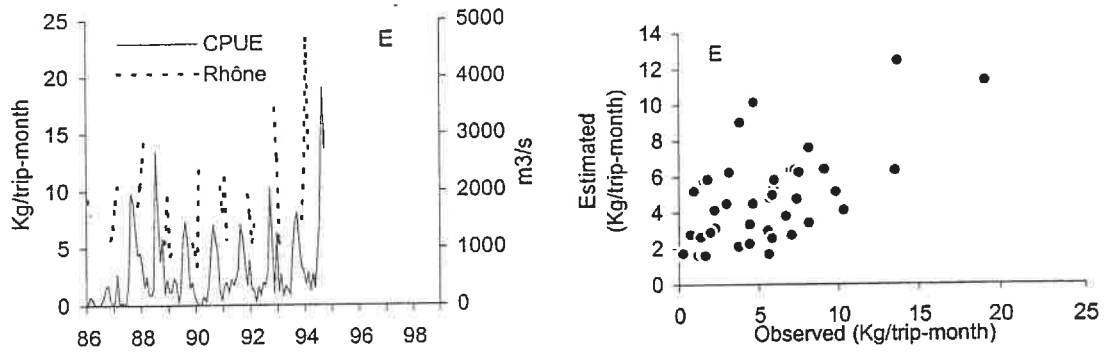 25
20
15
10
5
0
Kg/trip-month
CPUE
Rhône
E
5000
4000
3000
2000
1000
0
m3/s
86 88 90 92 94 96 98
14
12
10
8
6
4
2
0
Estimated
(Kg/trip-month)
E
0 5 10 15 20 25
Observed (Kg/trip-month)